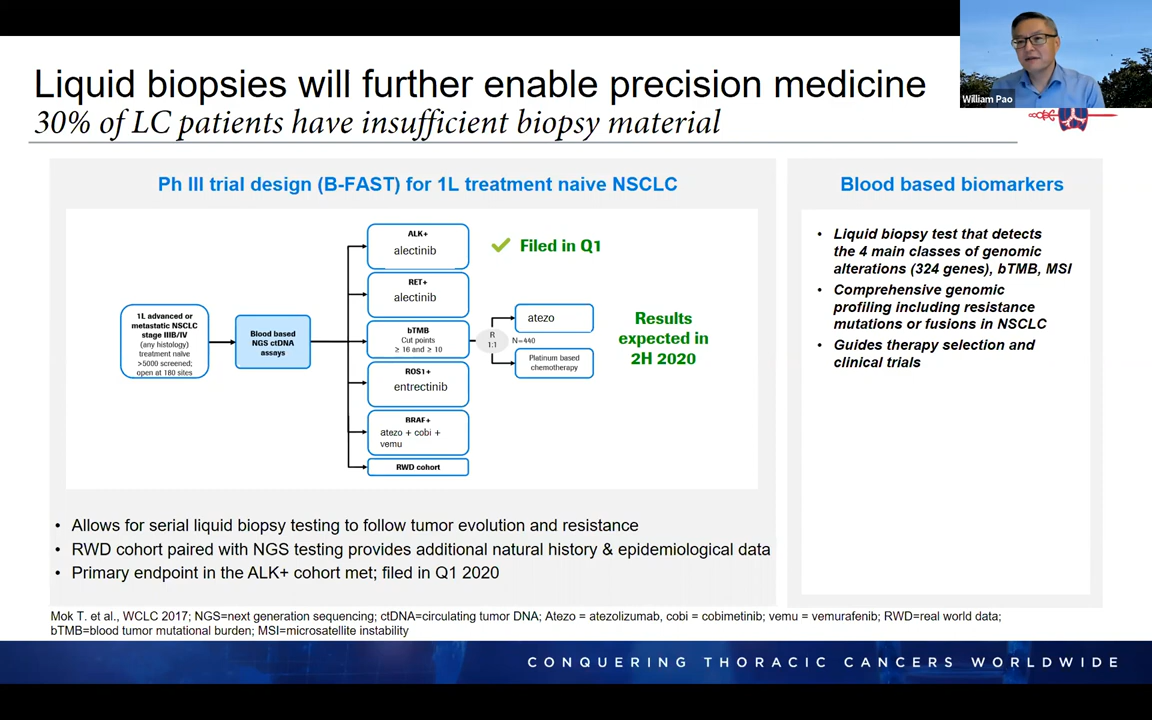 William Pao
Liquid biopsies will further enable precision medicine
30% of LC patients have insufficient biopsy material
Ph III trial design (B-FAST) for 1L treatment naive NSCLC
1L advanced or
metastatic NSCLC
stage IIIB/IV
(any histology)
treatment naive
>5000 screened;
open at 180 sites
Blood based
NGS ctDNA
assays
ALK+
alectinib
Filed in Q1
RET+
alectinib
bTMB
Cut points
≥ 16 and ≥ 10
R
1:1
N=440
atezo
Platinum based
chemotherapy
Results
expected in
2H 2020
ROS1+
entrectinib
BRAF+
atezo + cobi +
vemu
RWD cohort
• Allows for serial liquid biopsy testing to follow tumor evolution and resistance
• RWD cohort paired with NGS testing provides additional natural history & epidemiological data
• Primary endpoint in the ALK+ cohort met; filed in Q1 2020
Blood based biomarkers
• Liquid biopsy test that detects
the 4 main classes of genomic
alterations (324 genes), bTMB, MSI
• Comprehensive genomic
profiling including resistance
mutations or fusions in NSCLC
• Guides therapy selection and
clinical trials
Mok T. et al., WCLC 2017; NGS=next generation sequencing; ctDNA=circulating tumor DNA; Atezo = atezolizumab, cobi = cobimetinib; vemu = vemurafenib; RWD=real world data;
bTMB=blood tumor mutational burden; MSI=microsatellite instability
CONQUERING THORACIC CANCERS WORLDWIDE